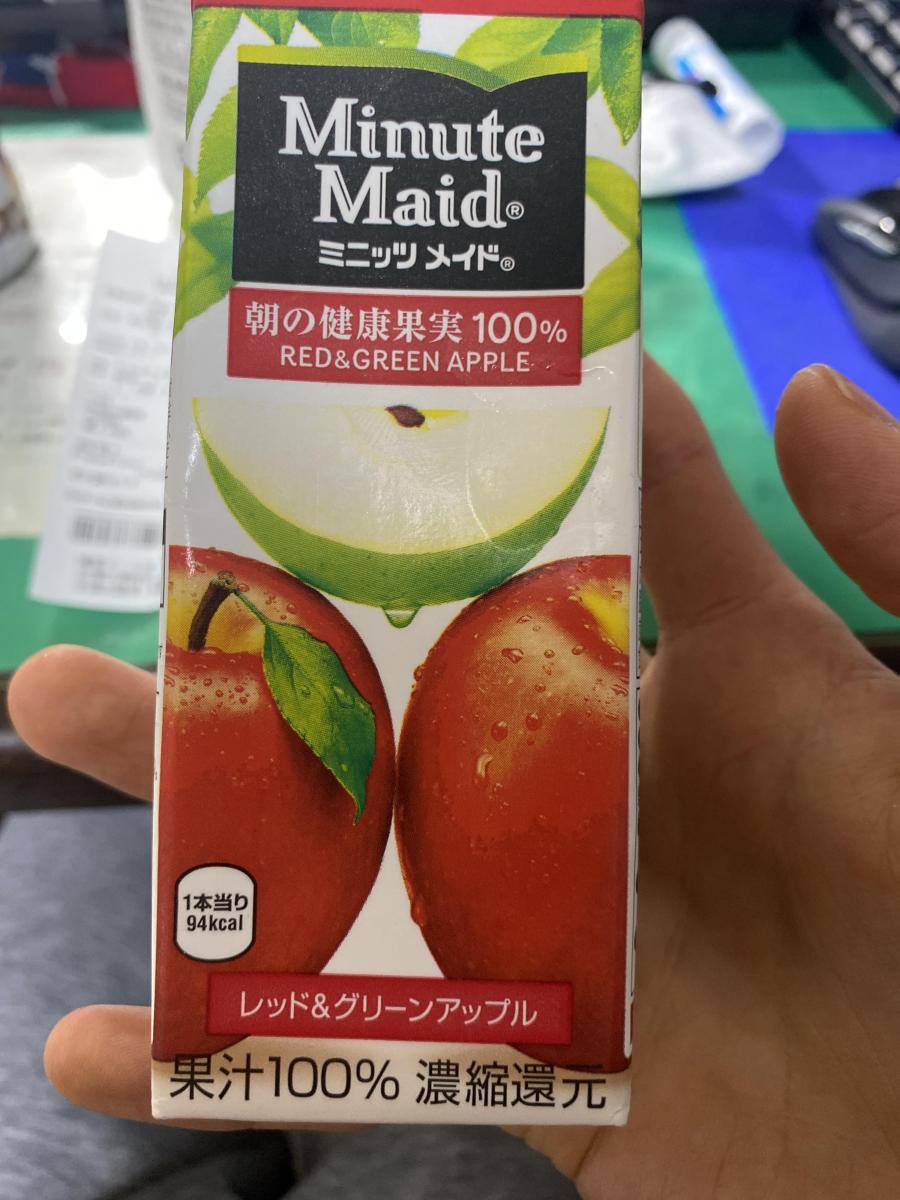 Minute
Maid®
ミニッツ メイド®
朝の健康果実 100%
RED&GREEN APPLE
1本当り
94kcal
レッド&グリーンアップル
果汁100% 濃縮還元